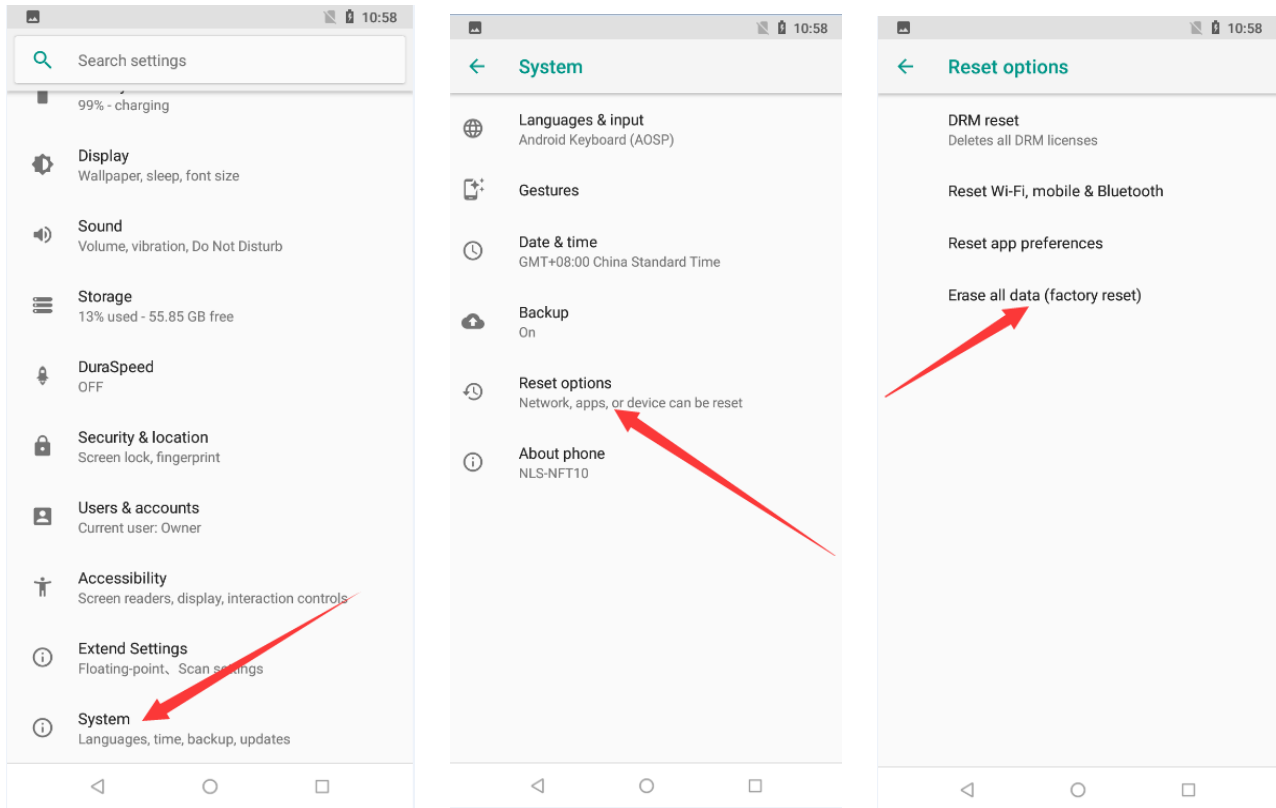 10:58
Search settings
99% - charging
Display
Wallpaper, sleep, font size
Sound
Volume, vibration, Do Not Disturb
Storage
13% used - 55.85 GB free
DuraSpeed
OFF
Security & location
Screen lock, fingerprint
Users & accounts
Current user: Owner
Accessibility
Screen readers, display, interaction controls
Extend Settings
Floating-point、Scan settings
System
Languages, time, backup, updates
10:58
System
Languages & input
Android Keyboard (AOSP)
Gestures
Date & time
GMT+08:00 China Standard Time
Backup
On
Reset options
Network, apps, or device can be reset
About phone
NLS-NFT10
10:58
Reset options
DRM reset
Deletes all DRM licenses
Reset Wi-Fi, mobile & Bluetooth
Reset app preferences
Erase all data (factory reset)